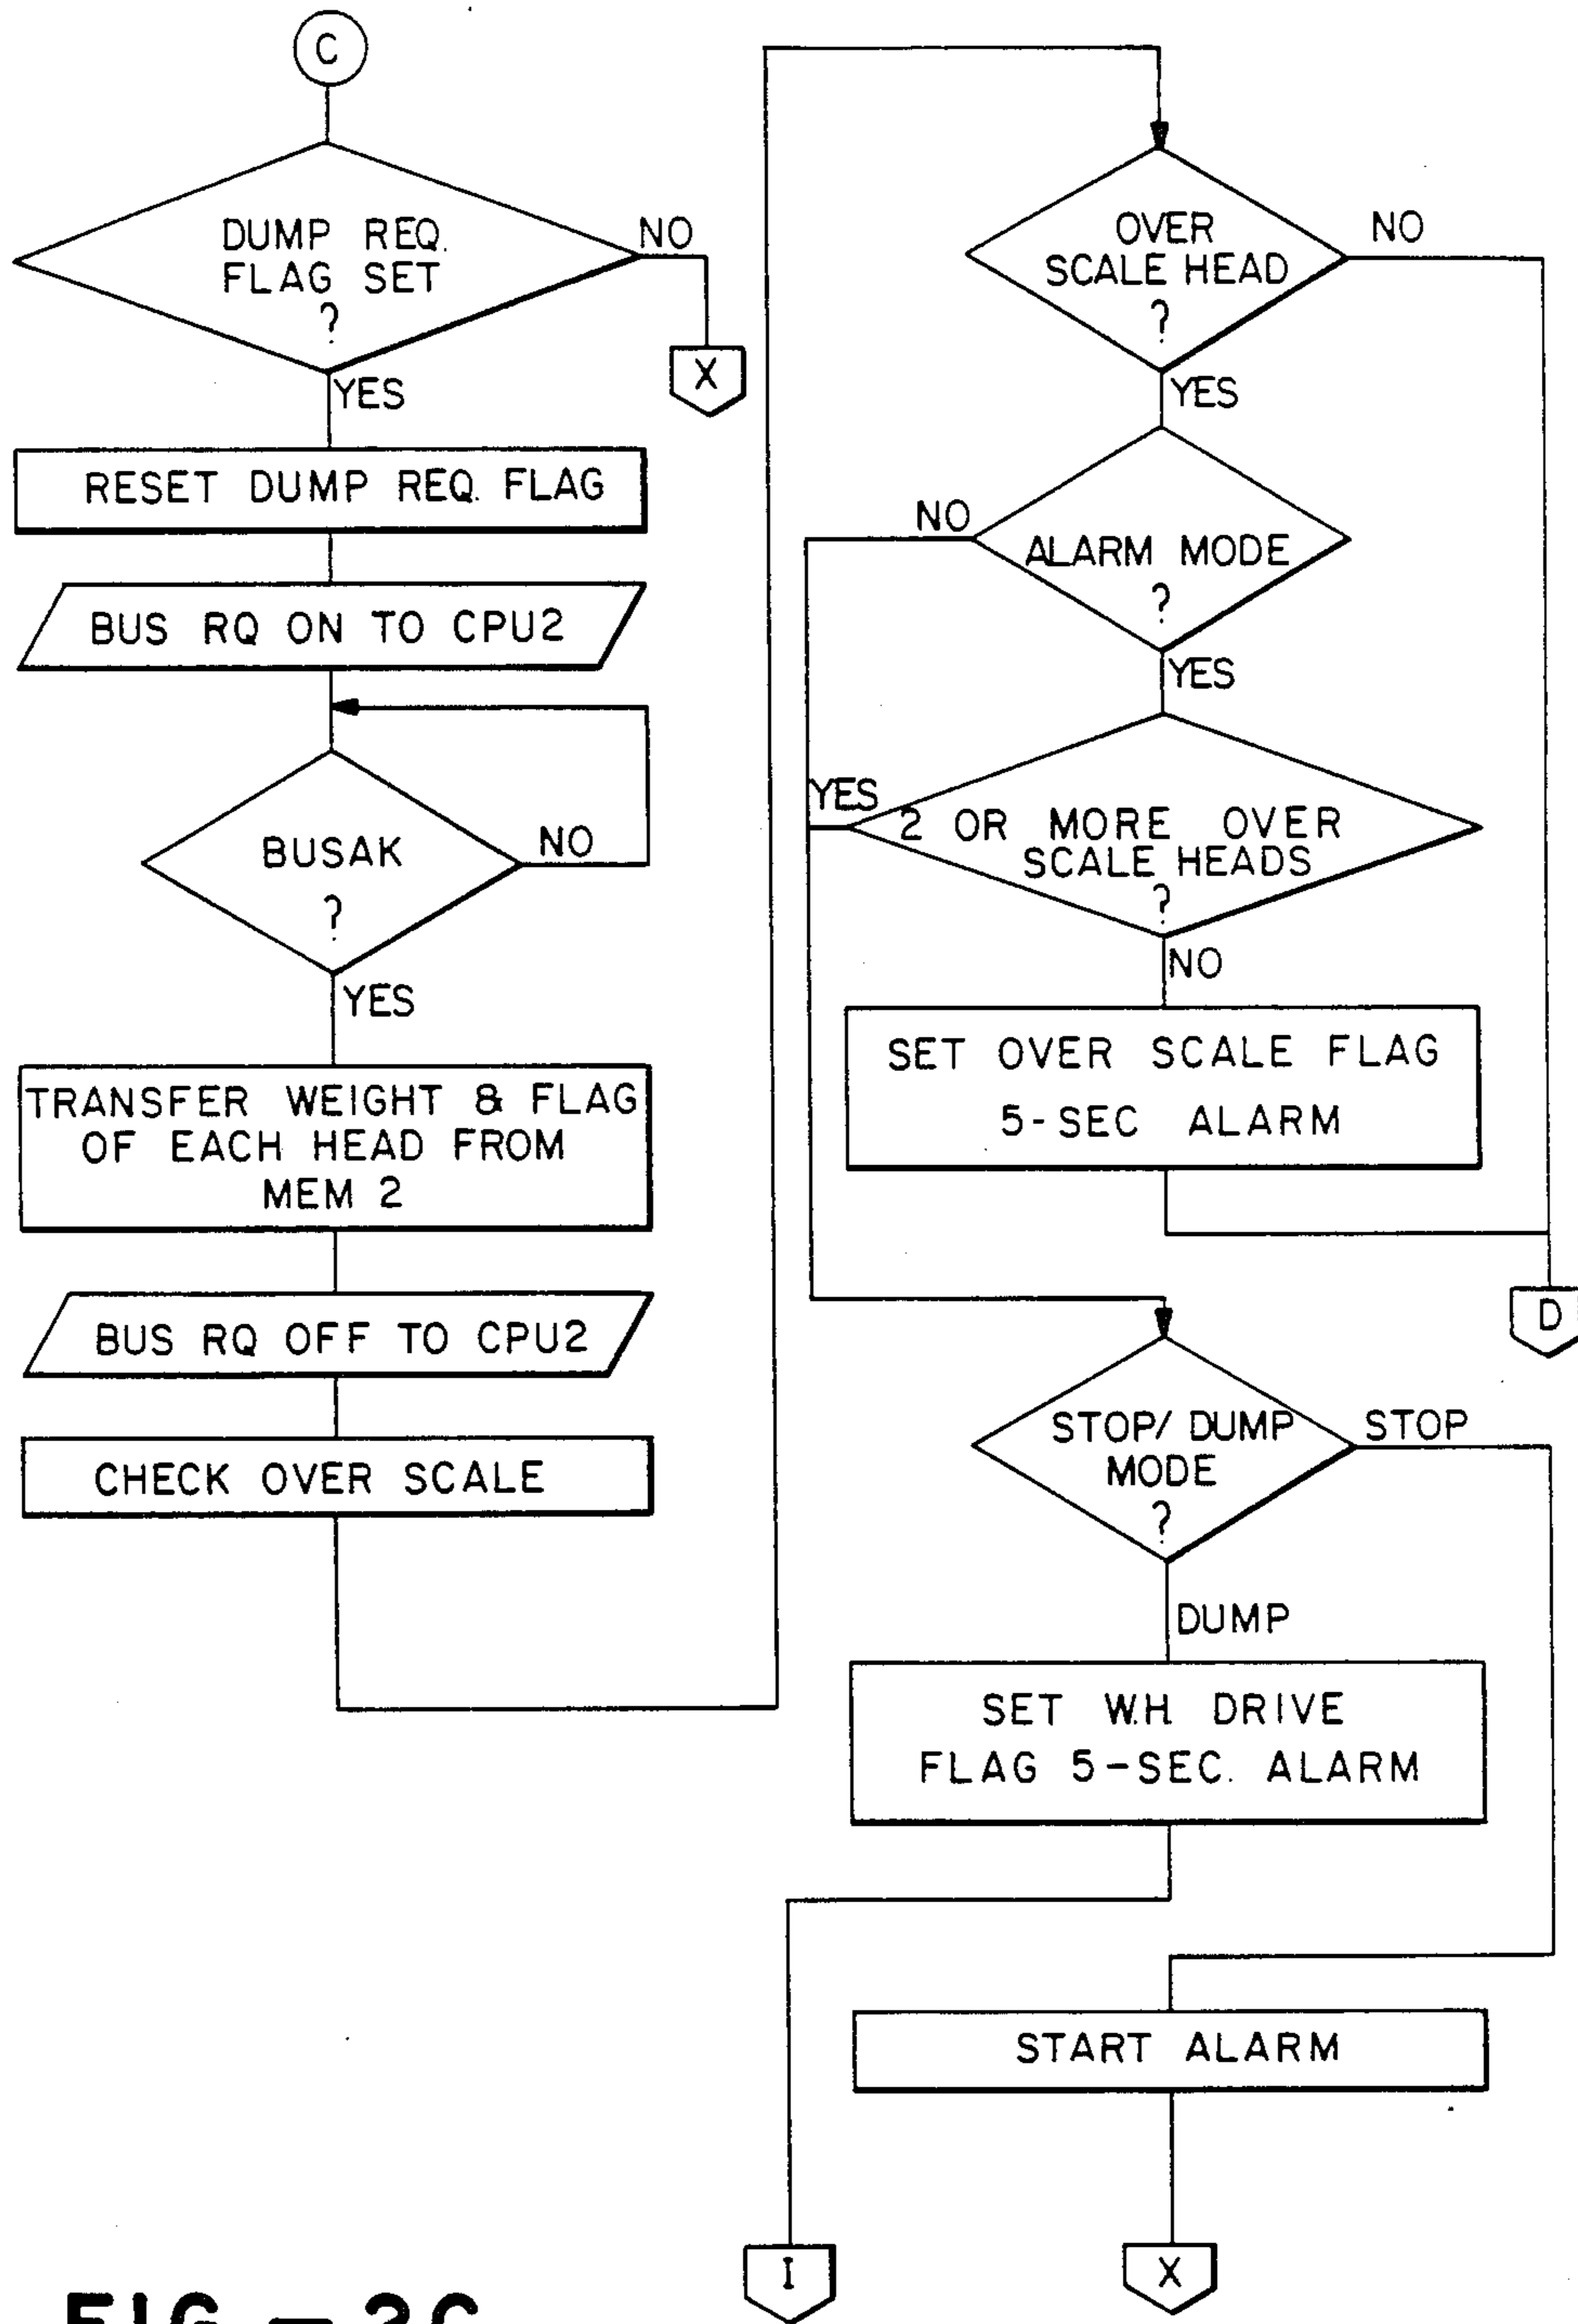 C
DUMP REQ.
FLAG SET
?
NO
X
YES
RESET DUMP REQ. FLAG
BUS RQ ON TO CPU2
BUSAK
?
NO
YES
TRANSFER WEIGHT & FLAG
OF EACH HEAD FROM
MEM 2
BUS RQ OFF TO CPU2
CHECK OVER SCALE
OVER
SCALE HEAD
?
NO
YES
NO
ALARM MODE
?
YES
YES
2 OR MORE OVER
SCALE HEADS
?
NO
SET OVER SCALE FLAG
5-SEC ALARM
D
STOP/ DUMP
MODE
?
STOP
DUMP
SET W.H. DRIVE
FLAG 5-SEC. ALARM
START ALARM
I
X